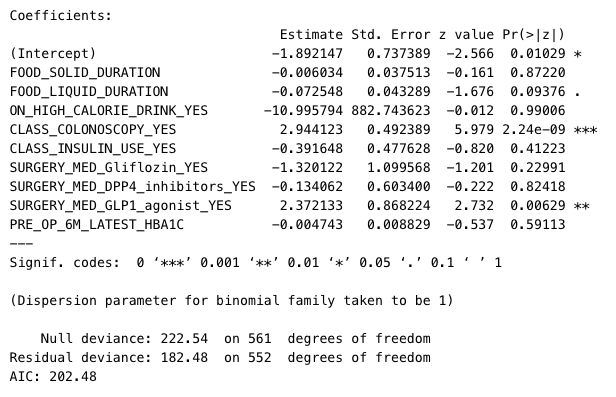 Coefficients:
                                  Estimate Std. Error z value Pr(>|z|)
(Intercept)                      -1.892147   0.737389  -2.566  0.01029 *
FOOD_SOLID_DURATION              -0.006034   0.037513  -0.161  0.87220
FOOD_LIQUID_DURATION             -0.072548   0.043289  -1.676  0.09376 .
ON_HIGH_CALORIE_DRINK_YES       -10.995794 882.743623  -0.012  0.99006
CLASS_COLONOSCOPY_YES             2.944123   0.492389   5.979 2.24e-09 ***
CLASS_INSULIN_USE_YES            -0.391648   0.477628  -0.820  0.41223
SURGERY_MED_Gliflozin_YES        -1.320122   1.099568  -1.201  0.22991
SURGERY_MED_DPP4_inhibitors_YES  -0.134062   0.603400  -0.222  0.82418
SURGERY_MED_GLP1_agonist_YES      2.372133   0.868224   2.732  0.00629 **
PRE_OP_6M_LATEST_HBA1C           -0.004743   0.008829  -0.537  0.59113
---
Signif. codes:  0 ‘***’ 0.001 ‘**’ 0.01 ‘*’ 0.05 ‘.’ 0.1 ‘ ’ 1
(Dispersion parameter for binomial family taken to be 1)
    Null deviance: 222.54  on 561  degrees of freedom
Residual deviance: 182.48  on 552  degrees of freedom
AIC: 202.48